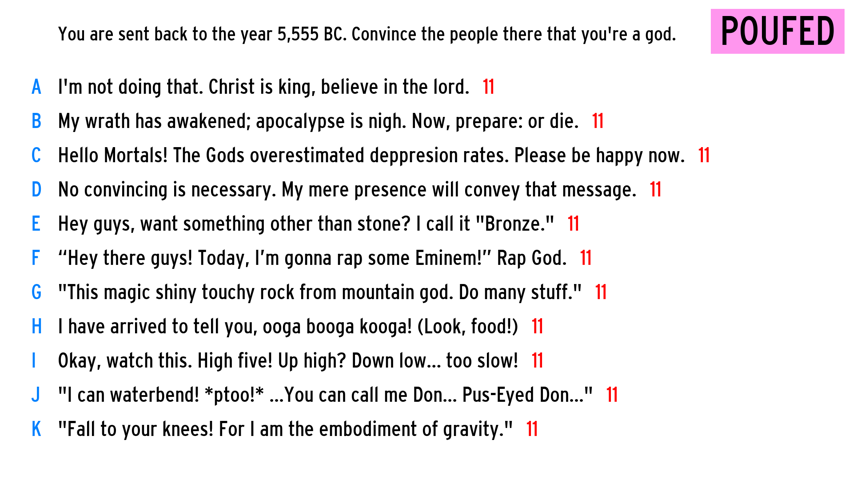 You are sent back to the year 5,555 BC. Convince the people there that you're a god.
POUFED
A I'm not doing that. Christ is king, believe in the lord. 11
B My wrath has awakened; apocalypse is nigh. Now, prepare: or die. 11
C Hello Mortals! The Gods overestimated deppresion rates. Please be happy now. 11
D No convincing is necessary. My mere presence will convey that message. 11
E Hey guys, want something other than stone? I call it "Bronze." 11
F “Hey there guys! Today, I’m gonna rap some Eminem!” Rap God. 11
G "This magic shiny touchy rock from mountain god. Do many stuff." 11
H I have arrived to tell you, ooga booga kooga! (Look, food!) 11
I Okay, watch this. High five! Up high? Down low... too slow! 11
J "I can waterbend! *ptoo!* ...You can call me Don... Pus-Eyed Don..." 11
K "Fall to your knees! For I am the embodiment of gravity." 11